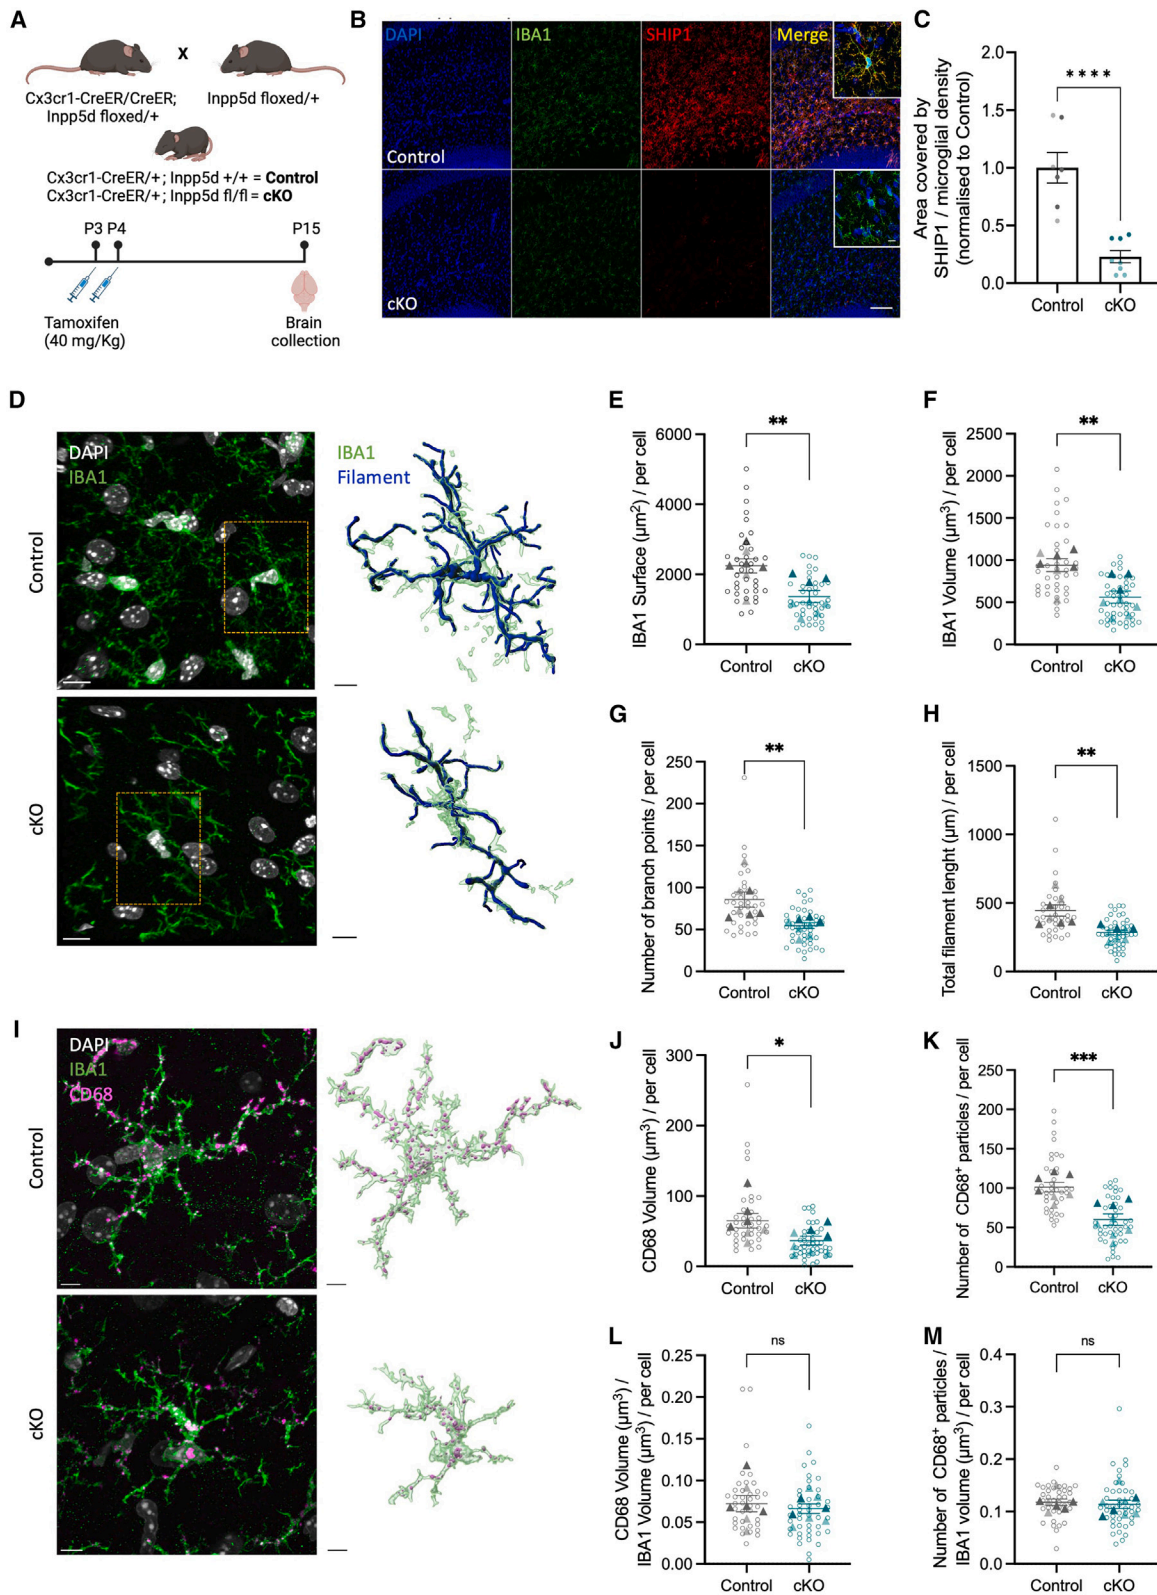 A
x
Cx3cr1-CreER/CreER;
Inpp5d floxed/+
Inpp5d floxed/+
Cx3cr1-CreER/+ ; Inpp5d +/+ = Control
Cx3cr1-CreER/+ ; Inpp5d fl/fl = cKO
P3 P4
P15
Tamoxifen
(40 mg/Kg)
Brain
collection
B
DAPI
IBA1
SHIP1
Merge
Control
cKO
C
Area covered by
SHIP1 / microglial density
(normalised to Control)
2.0
1.5
1.0
0.5
0.0
****
Control
cKO
D
Control
DAPI
IBA1
IBA1
Filament
cKO
E
IBA1 Surface (µm²) / per cell
6000
4000
2000
0
**
Control
cKO
F
IBA1 Volume (µm³) / per cell
2500
2000
1500
1000
500
0
**
Control
cKO
G
Number of branch points / per cell
250
200
150
100
50
0
**
Control
cKO
H
Total filament lenght (µm) / per cell
1500
1000
500
0
**
Control
cKO
I
Control
DAPI
IBA1
CD68
cKO
J
CD68 Volume (µm³) / per cell
300
200
100
0
*
Control
cKO
K
Number of CD68⁺ particles / per cell
250
200
150
100
50
0
***
Control
cKO
L
CD68 Volume (µm³) /
IBA1 Volume (µm³) / per cell
0.25
0.20
0.15
0.10
0.05
0.00
ns
Control
cKO
M
Number of CD68⁺ particles /
IBA1 volume (µm³) / per cell
0.4
0.3
0.2
0.1
0.0
ns
Control
cKO